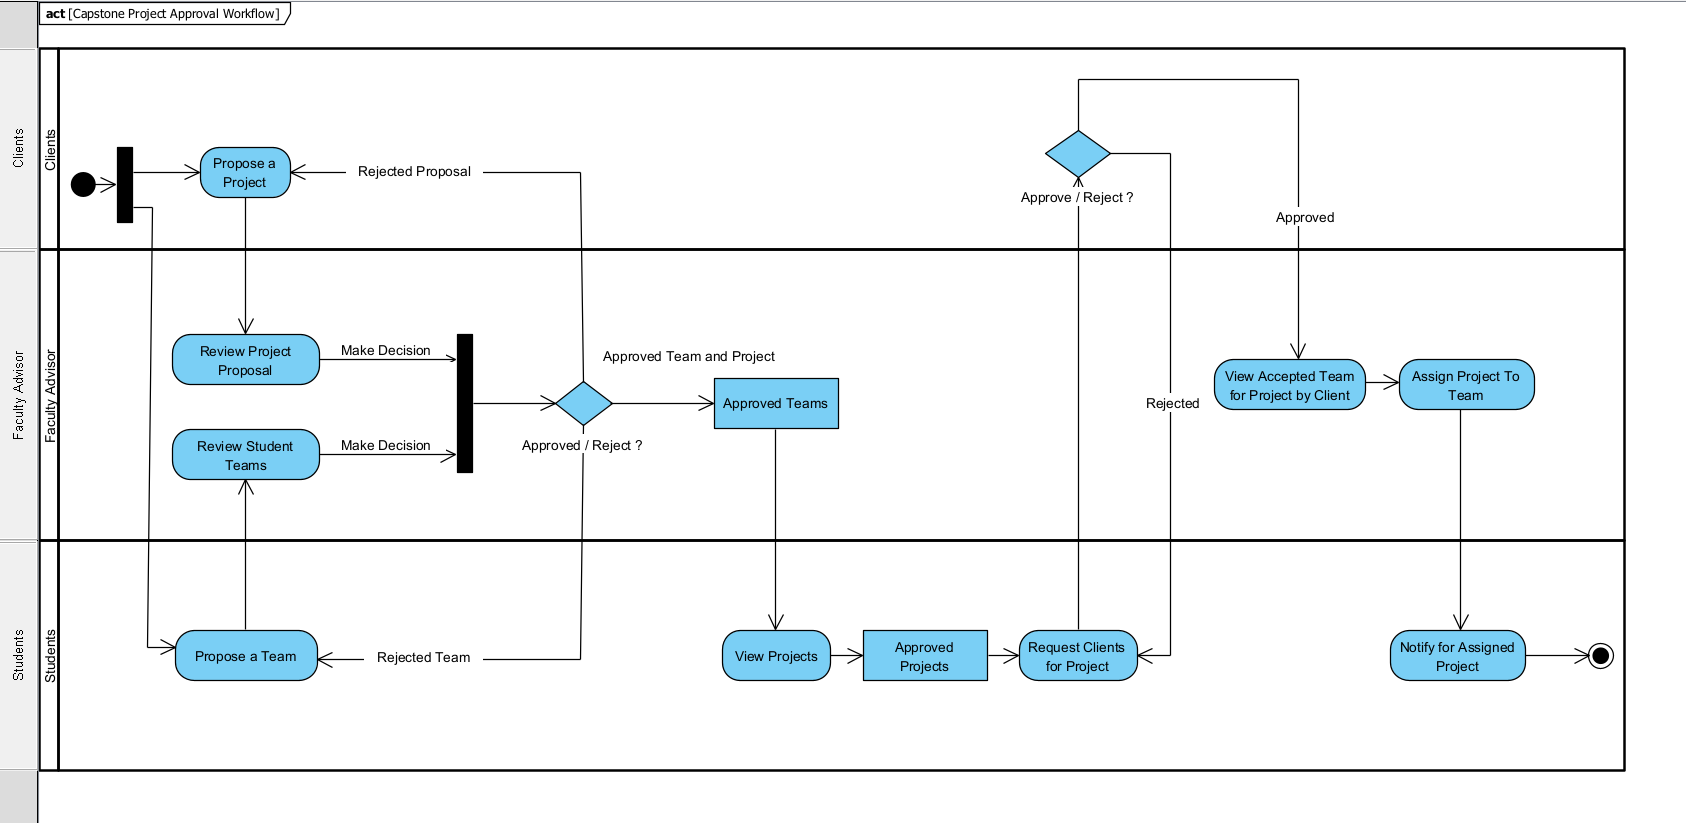 act [Capstone Project Approval Workflow]
Clients
Clients
Propose a
Project
Rejected Proposal
Approve / Reject ?
Approved
Faculty Advisor
Faculty Advisor
Review Project
Proposal
Make Decision
Review Student
Teams
Make Decision
Approved / Reject ?
Approved Team and Project
Approved Teams
Rejected
View Accepted Team
for Project by Client
Assign Project To
Team
Students
Students
Propose a Team
Rejected Team
View Projects
Approved
Projects
Request Clients
for Project
Notify for Assigned
Project